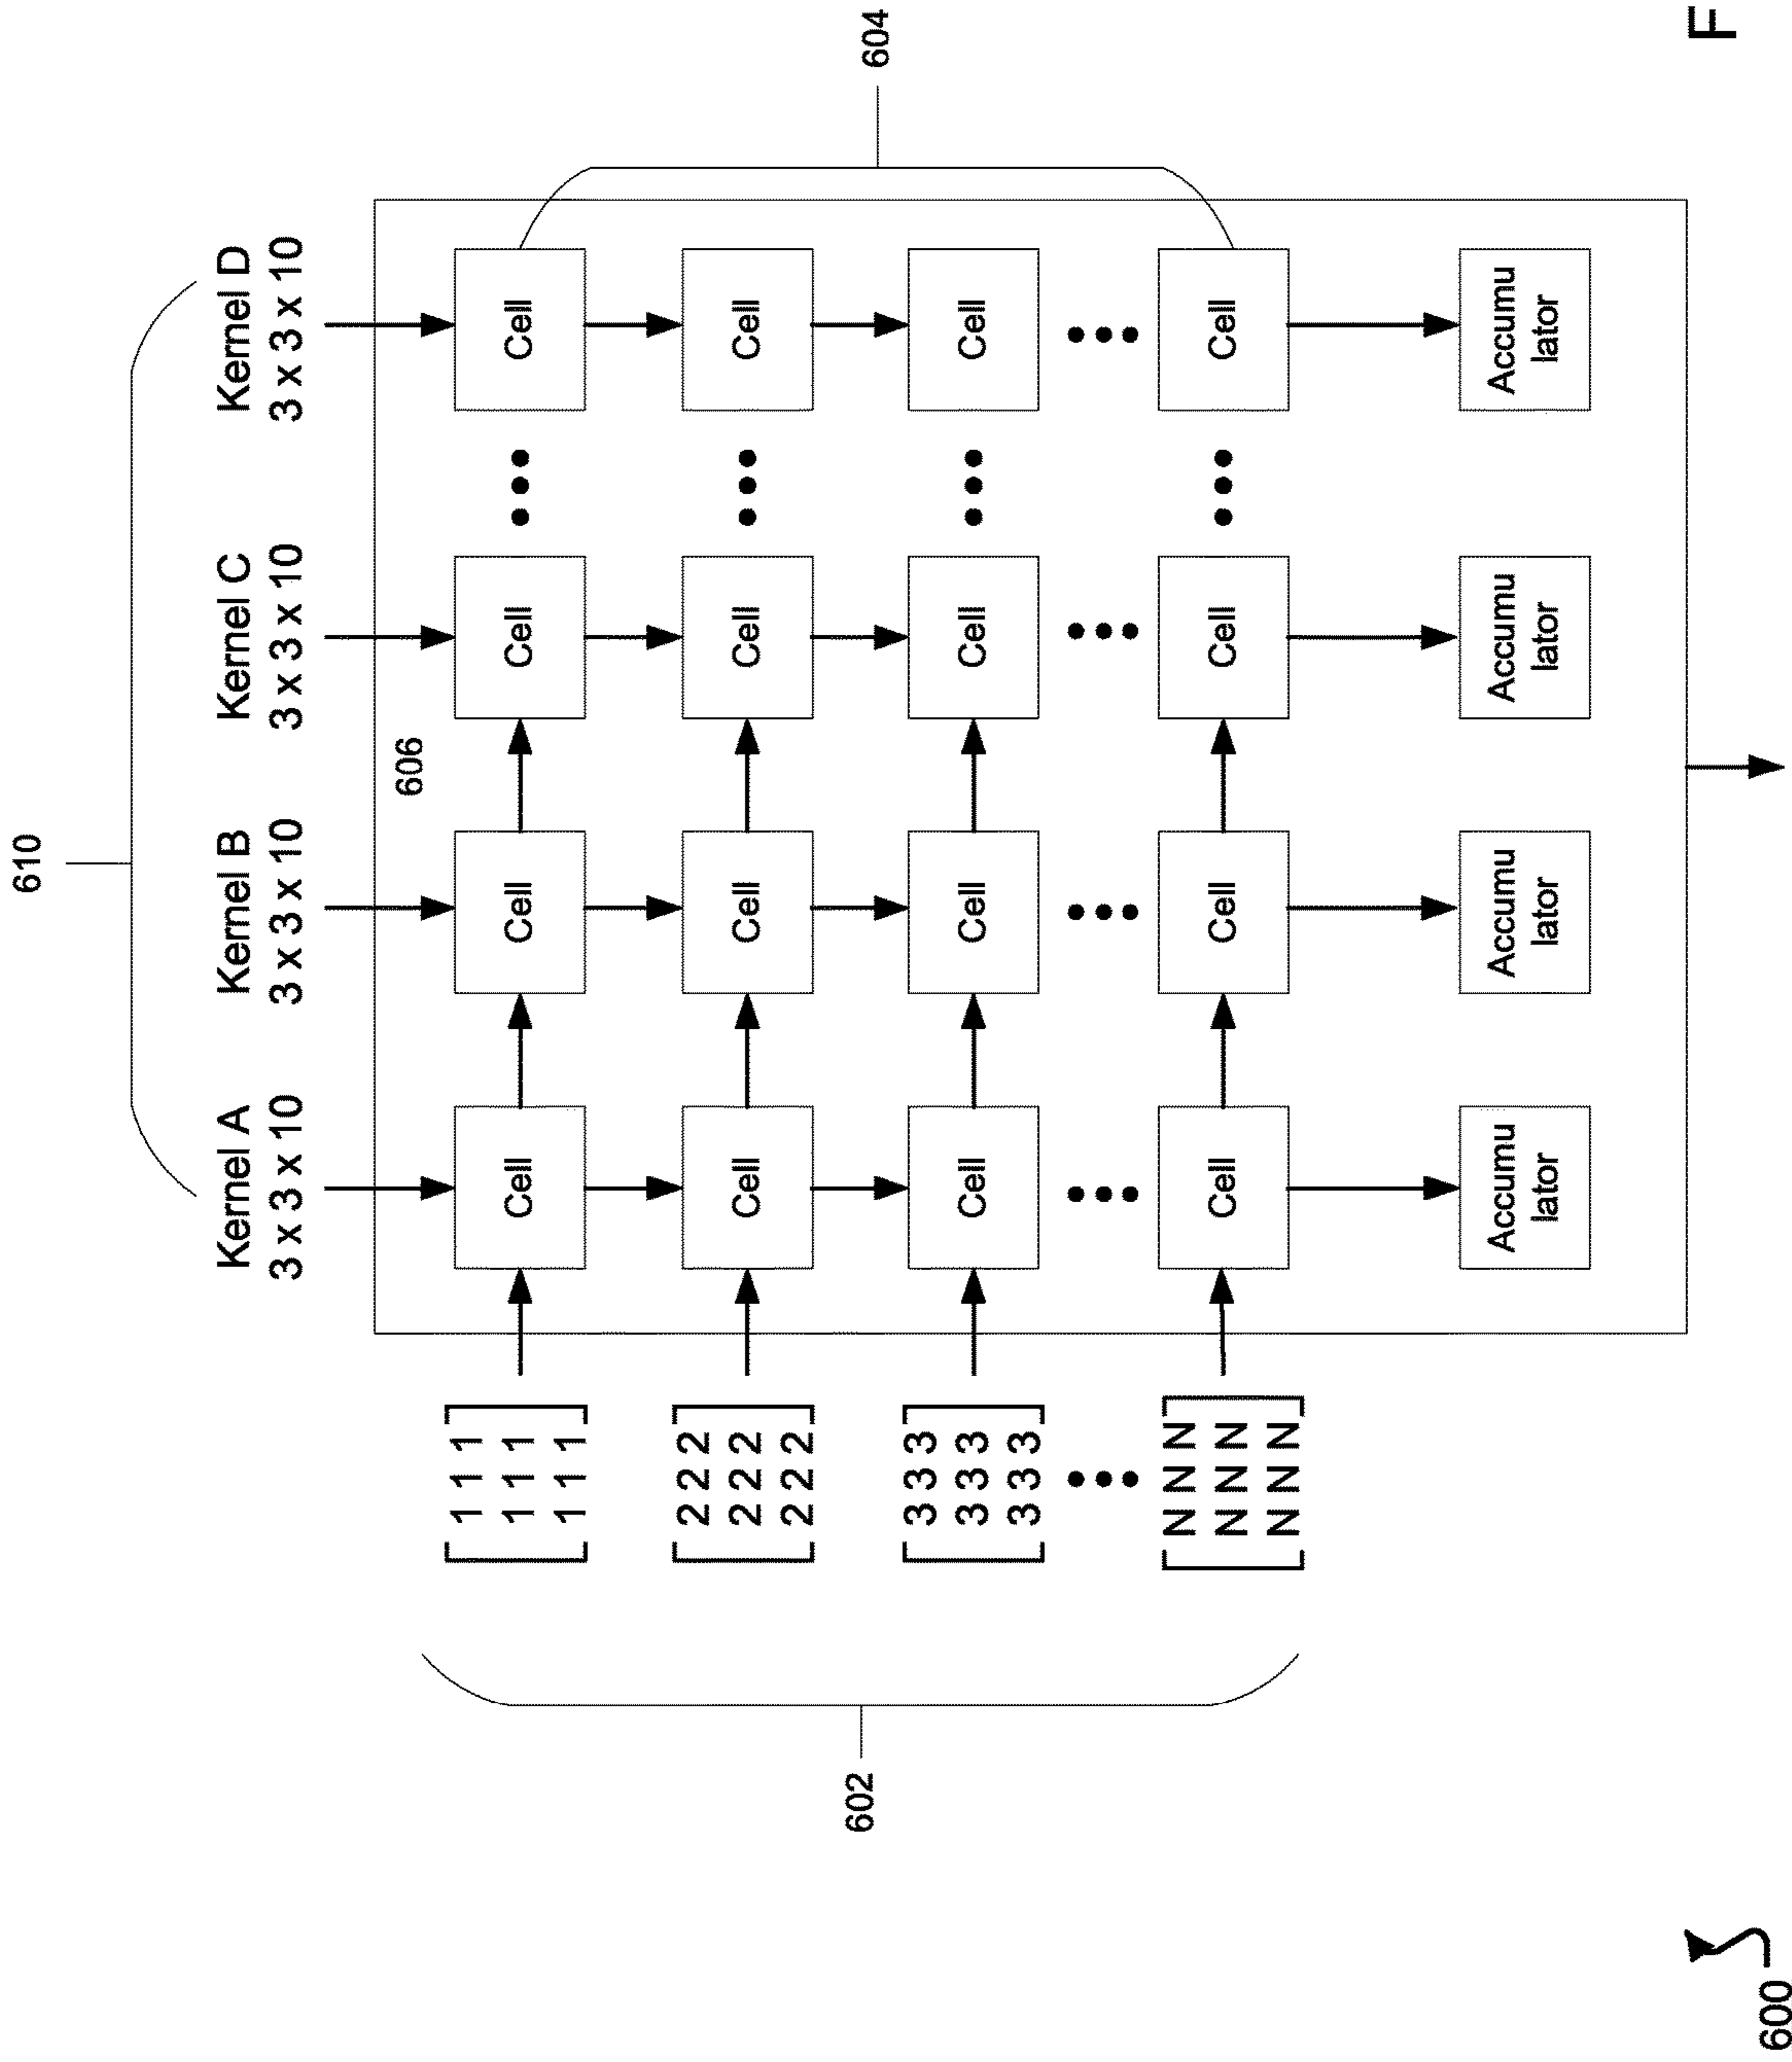 610
Kernel A
3 x 3 x 10
Kernel B
3 x 3 x 10
Kernel C
3 x 3 x 10
Kernel D
3 x 3 x 10
606
1 1 1
1 1 1
1 1 1
Cell
Cell
Cell
Cell
2 2 2
2 2 2
2 2 2
Cell
Cell
Cell
Cell
602
604
3 3 3
3 3 3
3 3 3
Cell
Cell
Cell
Cell
N N N
N N N
N N N
Cell
Cell
Cell
Cell
Accumu
lator
Accumu
lator
Accumu
lator
Accumu
lator
600
F